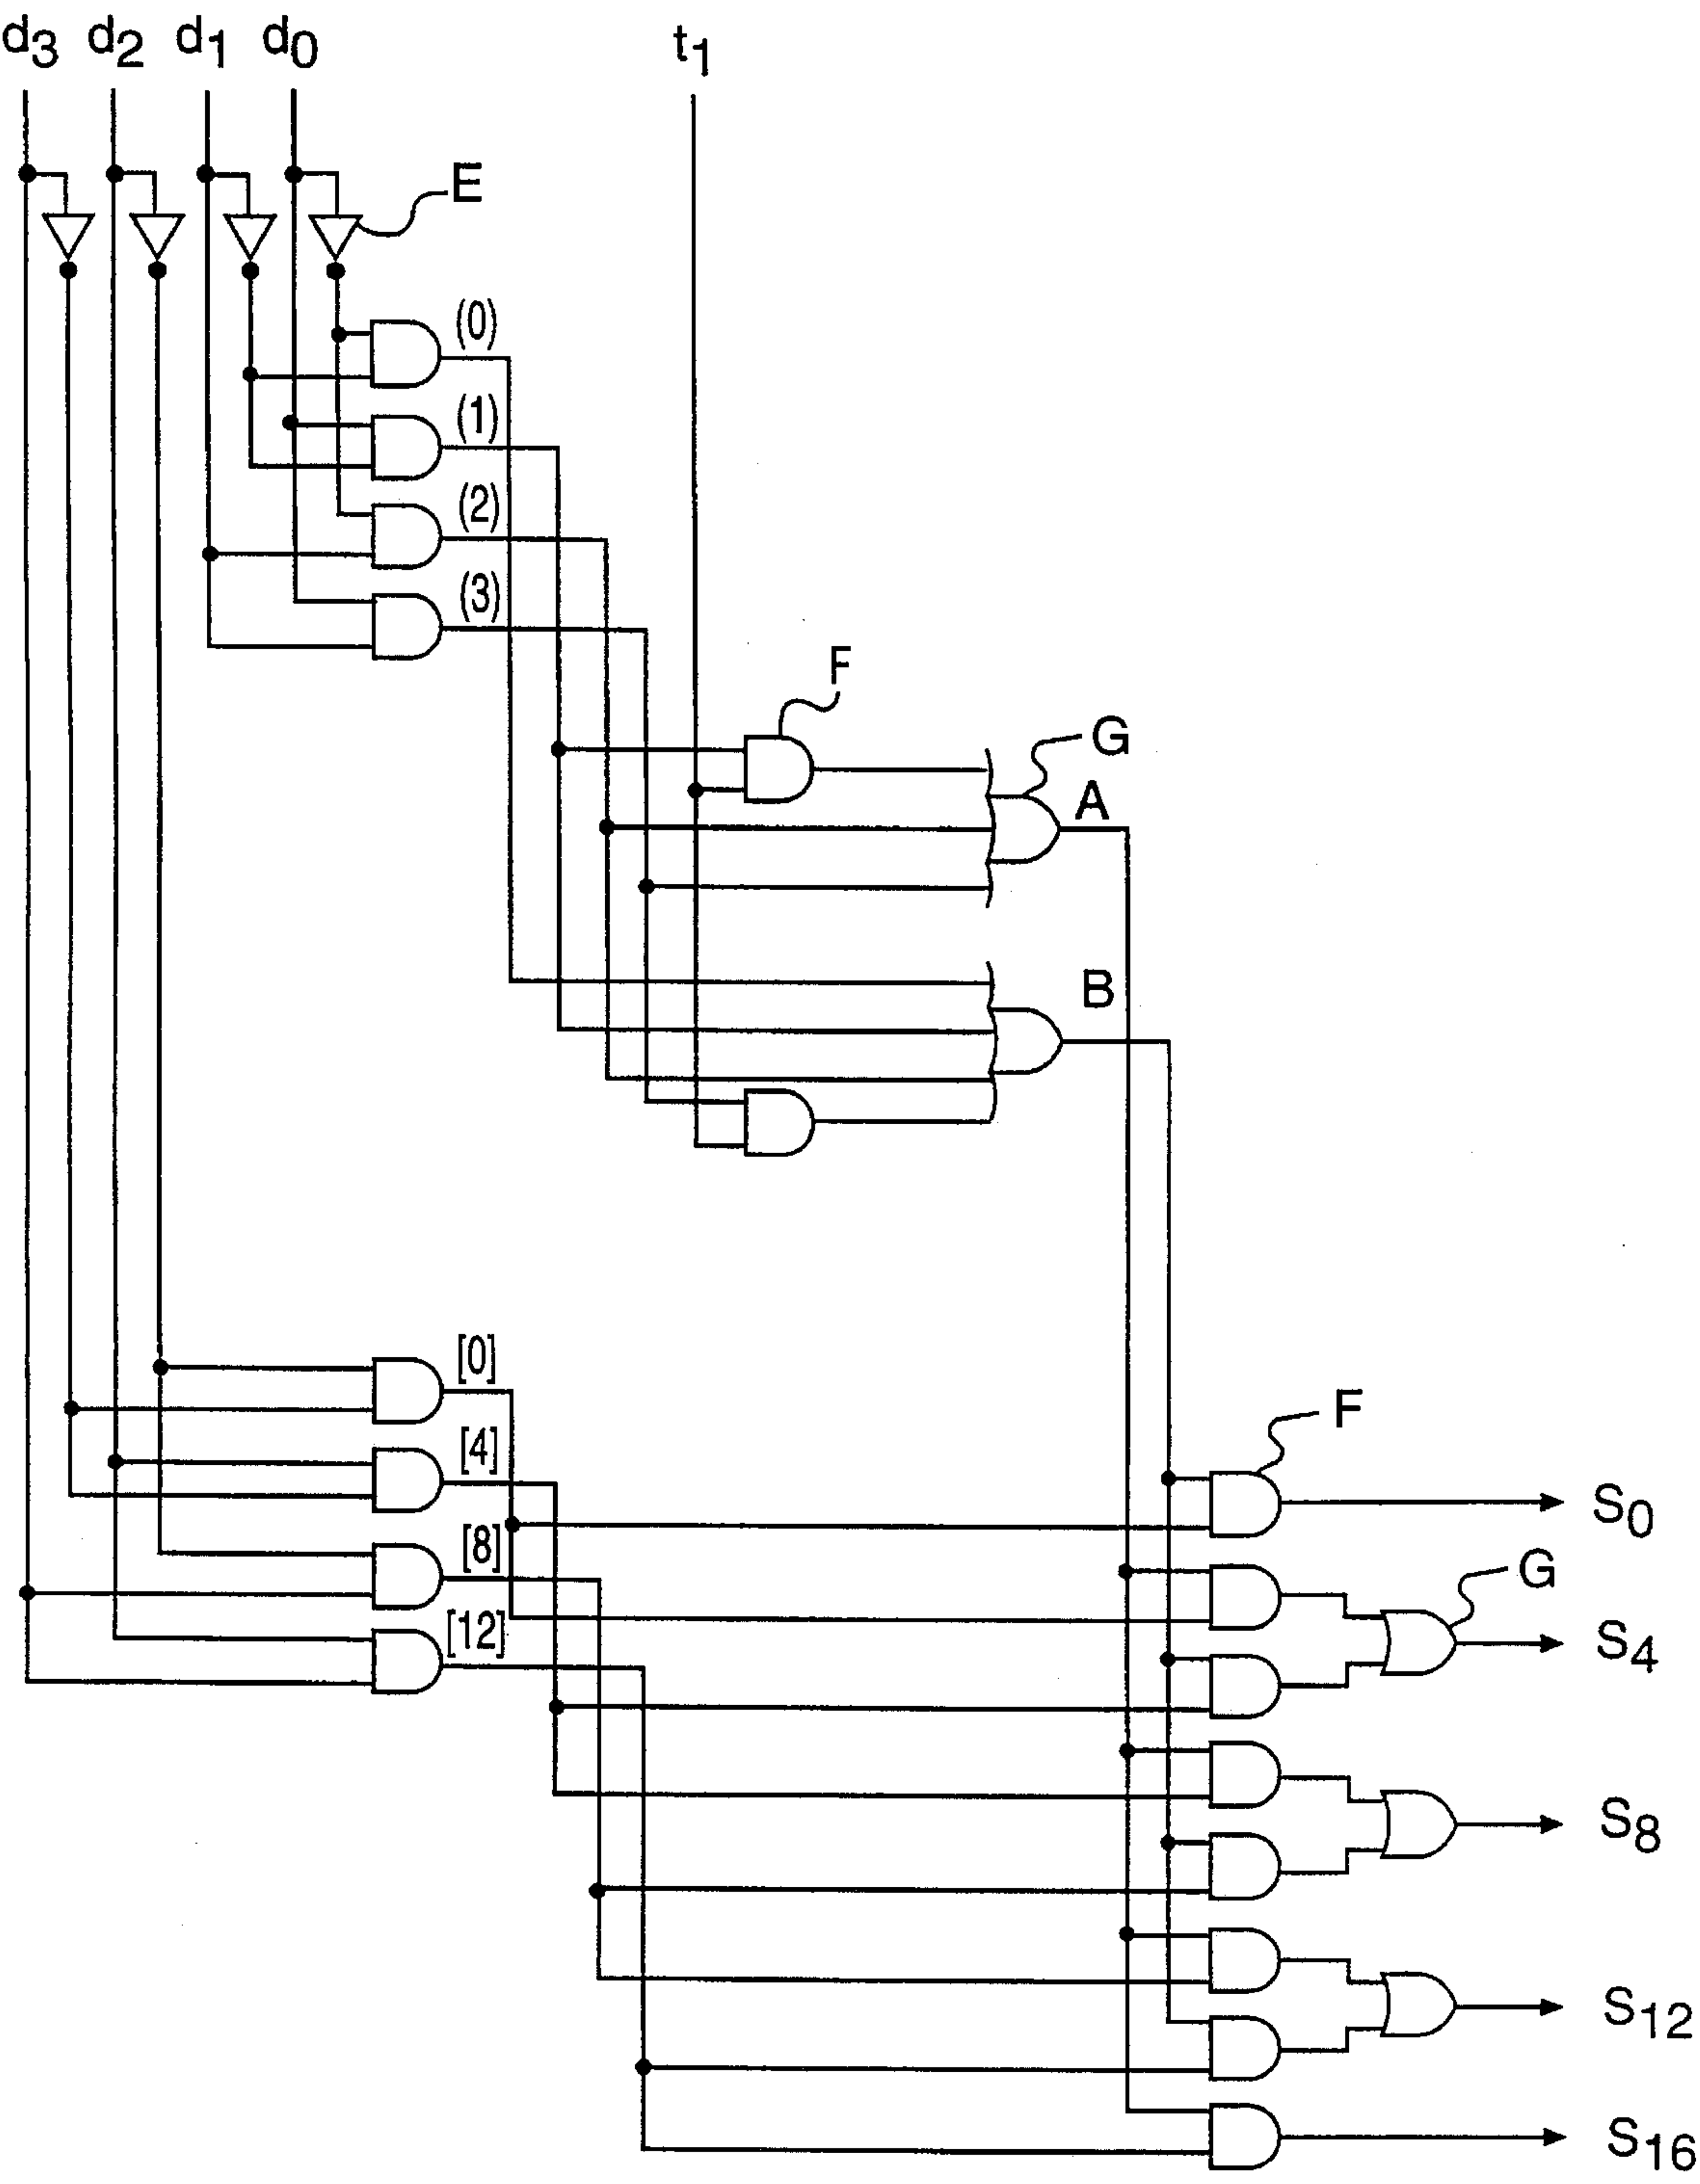 d3 d2 d1 d0 t1
E
(0)
(1)
(2)
(3)
F
G
A
B
[0]
[4]
[8]
[12]
F
S0
G
S4
S8
S12
S16